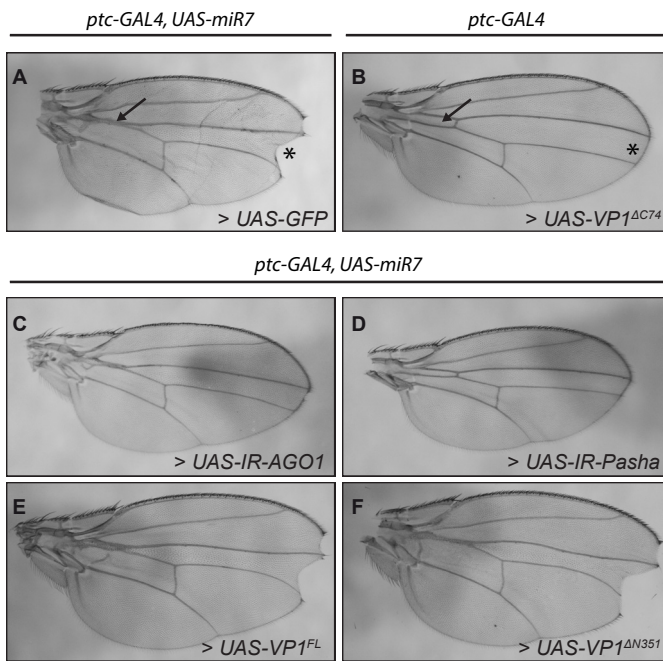 ptc-GAL4, UAS-miR7
ptc-GAL4
A
*
> UAS-GFP
B
*
> UAS-VP1ΔC74
ptc-GAL4, UAS-miR7
C
> UAS-IR-AGO1
D
> UAS-IR-Pasha
E
> UAS-VP1FL
F
> UAS-VP1ΔN351